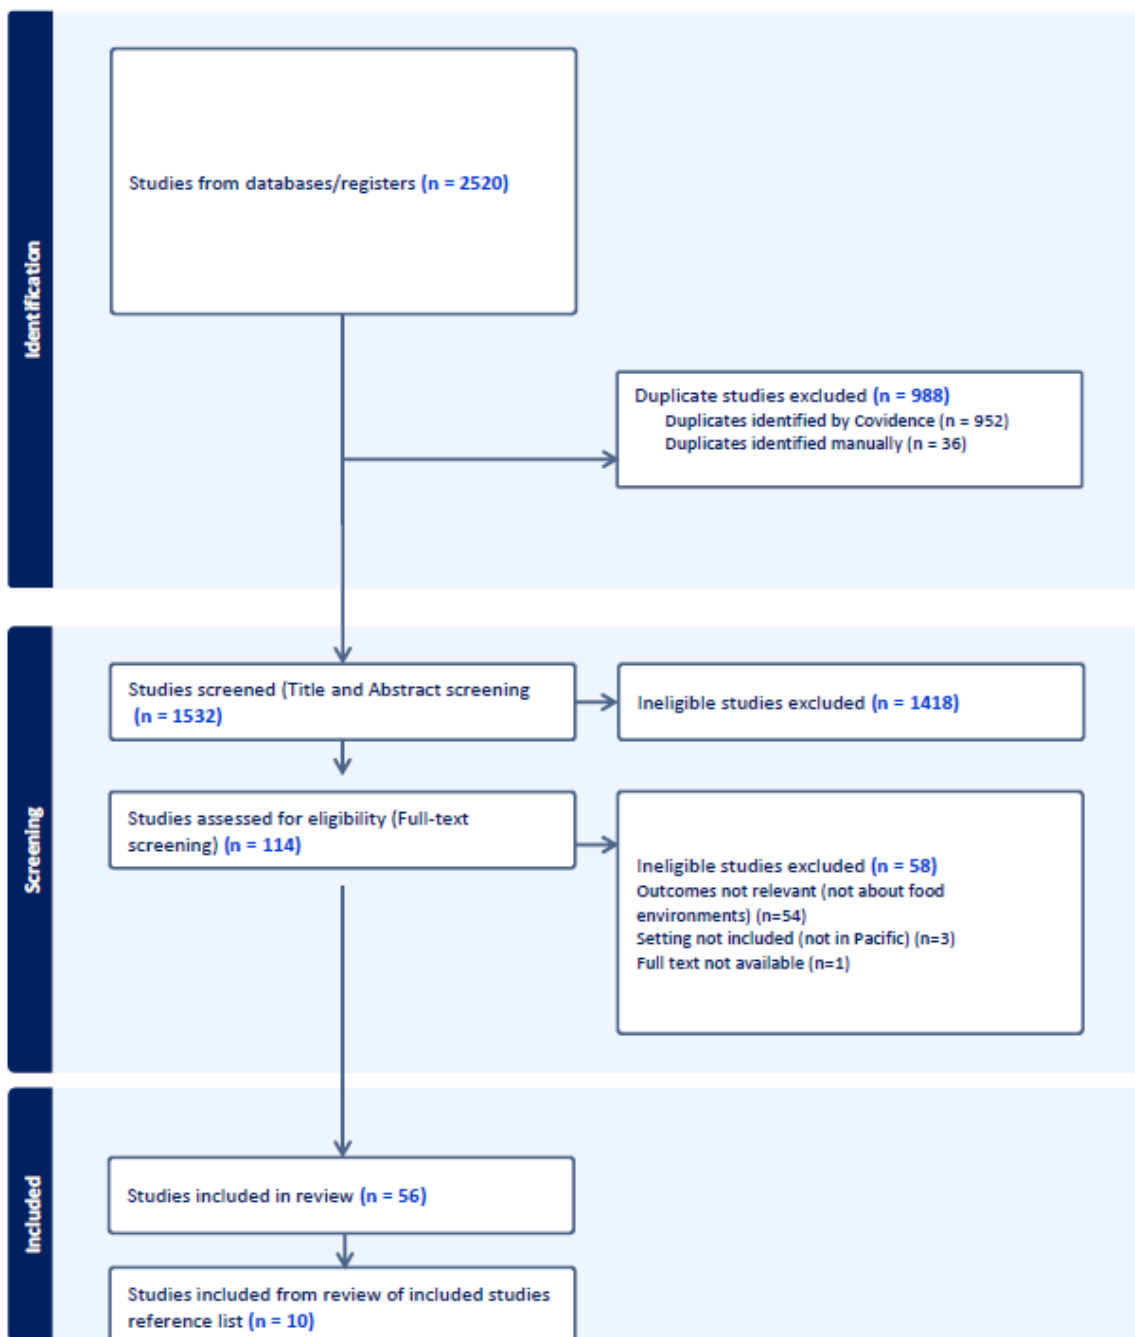 Identification
Studies from databases/registers (n = 2520)
Duplicate studies excluded (n = 988)
Duplicates identified by Covidence (n = 952)
Duplicates identified manually (n = 36)
Screening
Studies screened (Title and Abstract screening
(n = 1532)
Ineligible studies excluded (n = 1418)
Studies assessed for eligibility (Full-text
screening) (n = 114)
Ineligible studies excluded (n = 58)
Outcomes not relevant (not about food
environments) (n=54)
Setting not included (not in Pacific) (n=3)
Full text not available (n=1)
Included
Studies included in review (n = 56)
Studies included from review of included studies
reference list (n = 10)